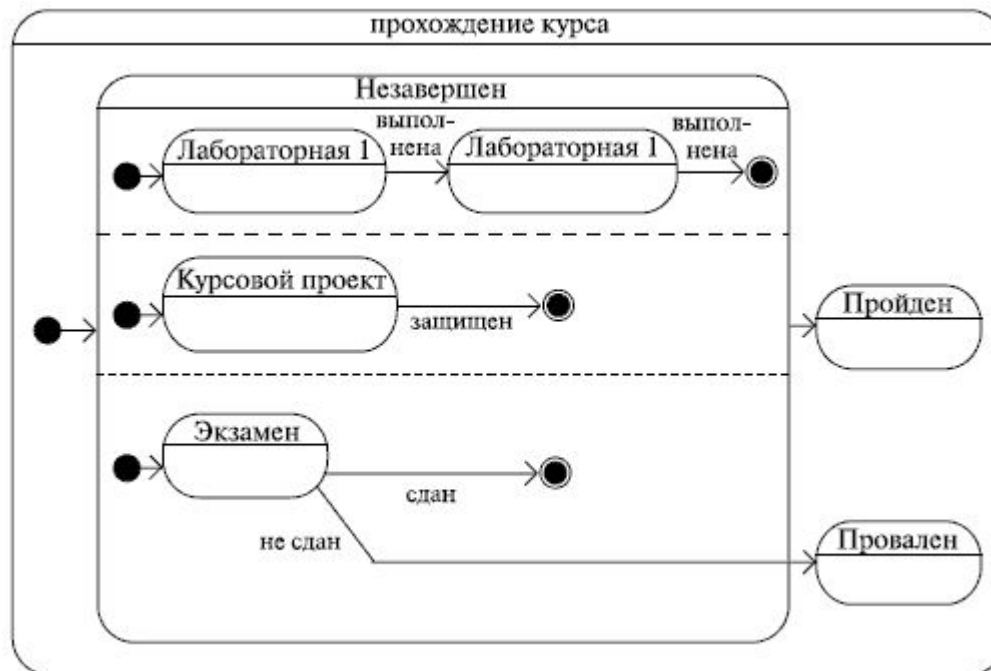 прохождение курса
Незавершен
выпол-
нена
выпол-
нена
Лабораторная 1
Лабораторная 1
Курсовой проект
защищен
Пройден
Экзамен
сдан
не сдан
Провален